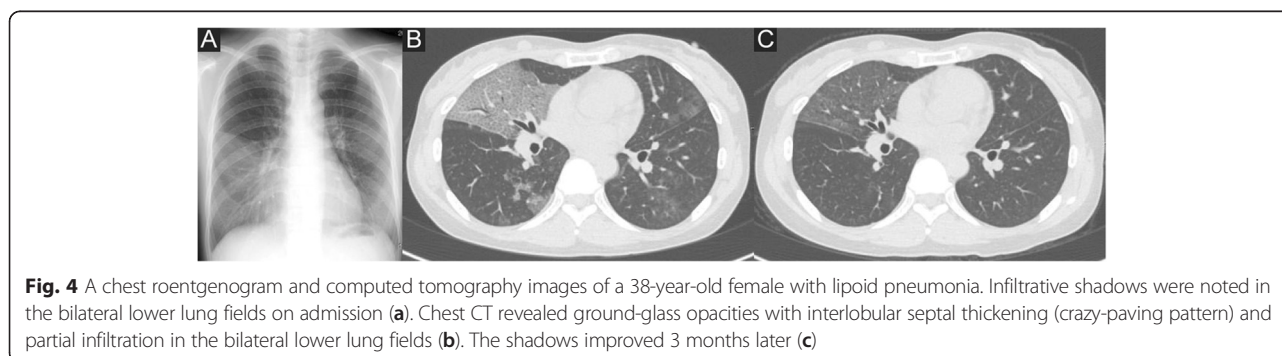 A
B
C
Fig. 4 A chest roentgenogram and computed tomography images of a 38-year-old female with lipoid pneumonia. Infiltrative shadows were noted in
the bilateral lower lung fields on admission (a). Chest CT revealed ground-glass opacities with interlobular septal thickening (crazy-paving pattern) and
partial infiltration in the bilateral lower lung fields (b). The shadows improved 3 months later (c)